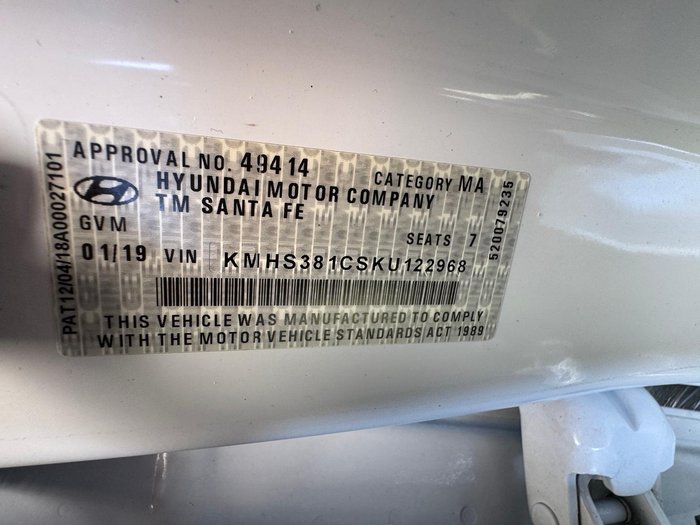 PAT12/04/18A00027101
APPROVAL NO. 49414
CATEGORY MA
HYUNDAI MOTOR COMPANY
TM SANTA FE
GVM
SEATS 7
01/19 VIN KMHS381CSKU122968
THIS VEHICLE WAS MANUFACTURED TO COMPLY
WITH THE MOTOR VEHICLE STANDARDS ACT 1989
520079235